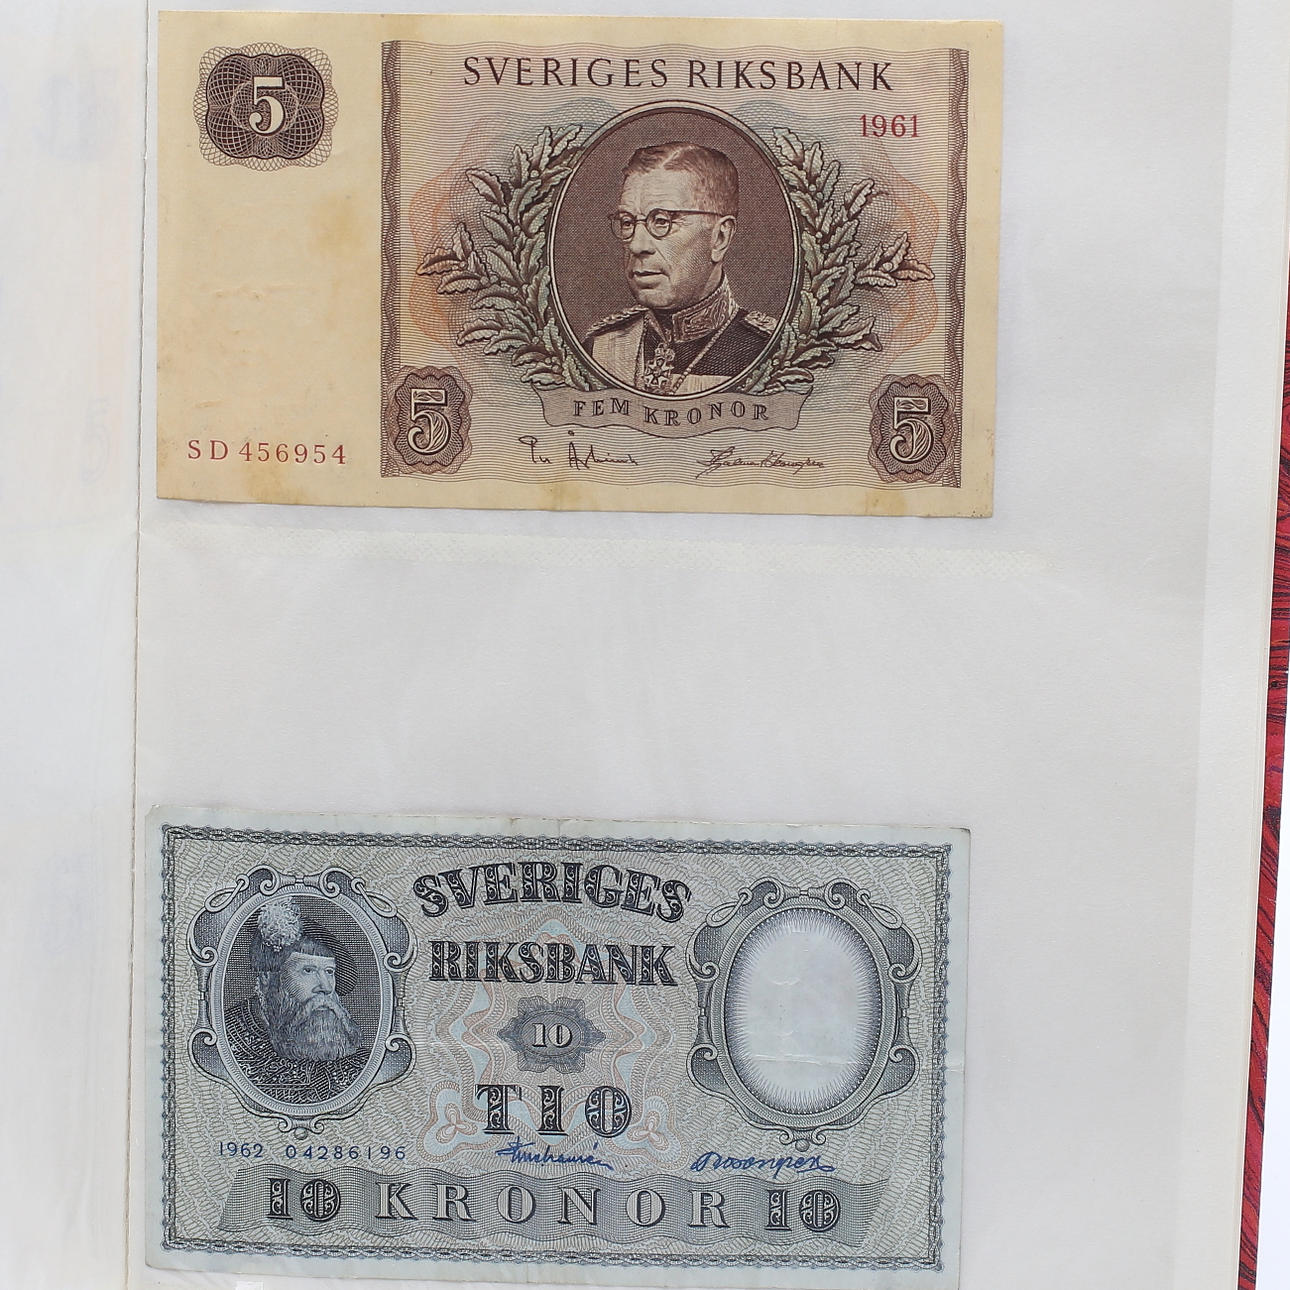 5
SVERIGES RIKSBANK
1961
FEM KRONOR
5 5
SD 456954
SVERIGES
RIKSBANK
10
TIO
1962 04286196
10 KRONOR 10